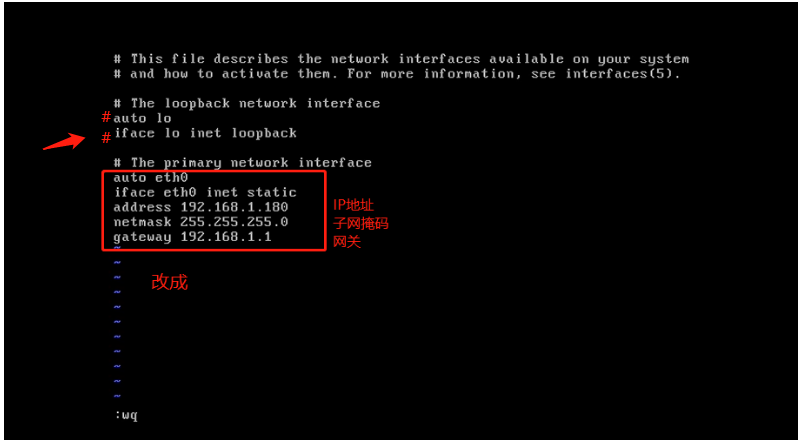 # This file describes the network interfaces available on your system
# and how to activate them. For more information, see interfaces(5).
# The loopback network interface
#auto lo
#iface lo inet loopback
# The primary network interface
auto eth0
iface eth0 inet static
address 192.168.1.180 IP地址
netmask 255.255.255.0 子网掩码
gateway 192.168.1.1 网关
~
~
~ 改成
~
~
~
~
~
~
~
~
:wq